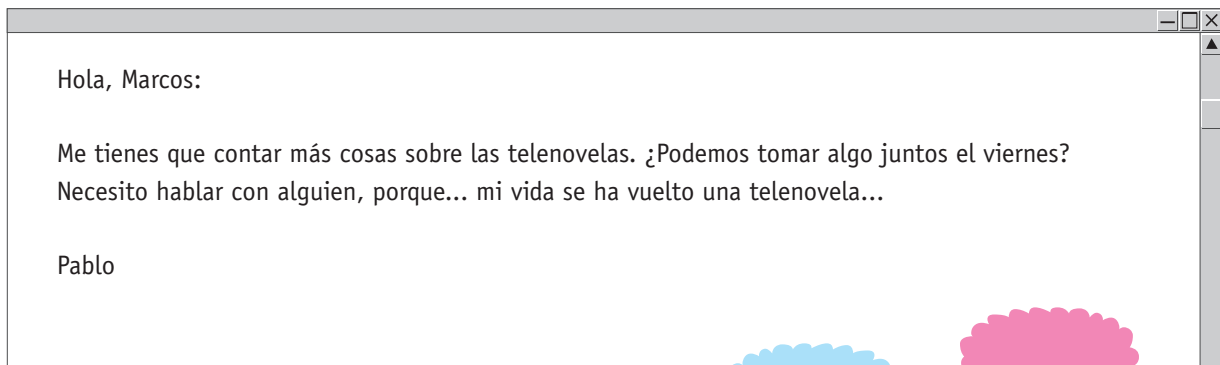 Hola, Marcos:
Me tienes que contar más cosas sobre las telenovelas. ¿Podemos tomar algo juntos el viernes?
Necesito hablar con alguien, porque... mi vida se ha vuelto una telenovela...
Pablo